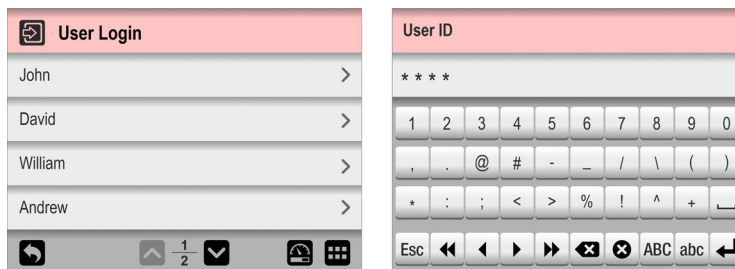 User Login
John
David
William
Andrew
1
2
User ID
* * * *
1 2 3 4 5 6 7 8 9 0
, . @ # - _ / \ ( )
* : ; < > % ! ^ +
Esc ABC abc